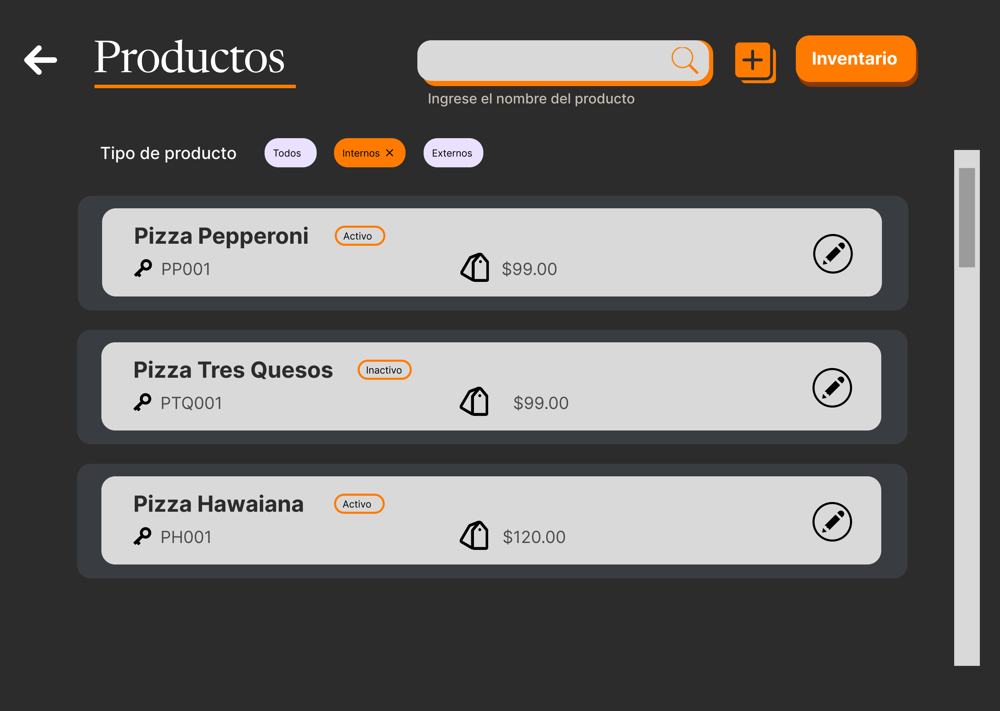 Productos
Inventario
Ingrese el nombre del producto
Tipo de producto Todos Internos Externos
Pizza Pepperoni Activo
PP001 $99.00
Pizza Tres Quesos Inactivo
PTQ001 $99.00
Pizza Hawaiana Activo
PH001 $120.00